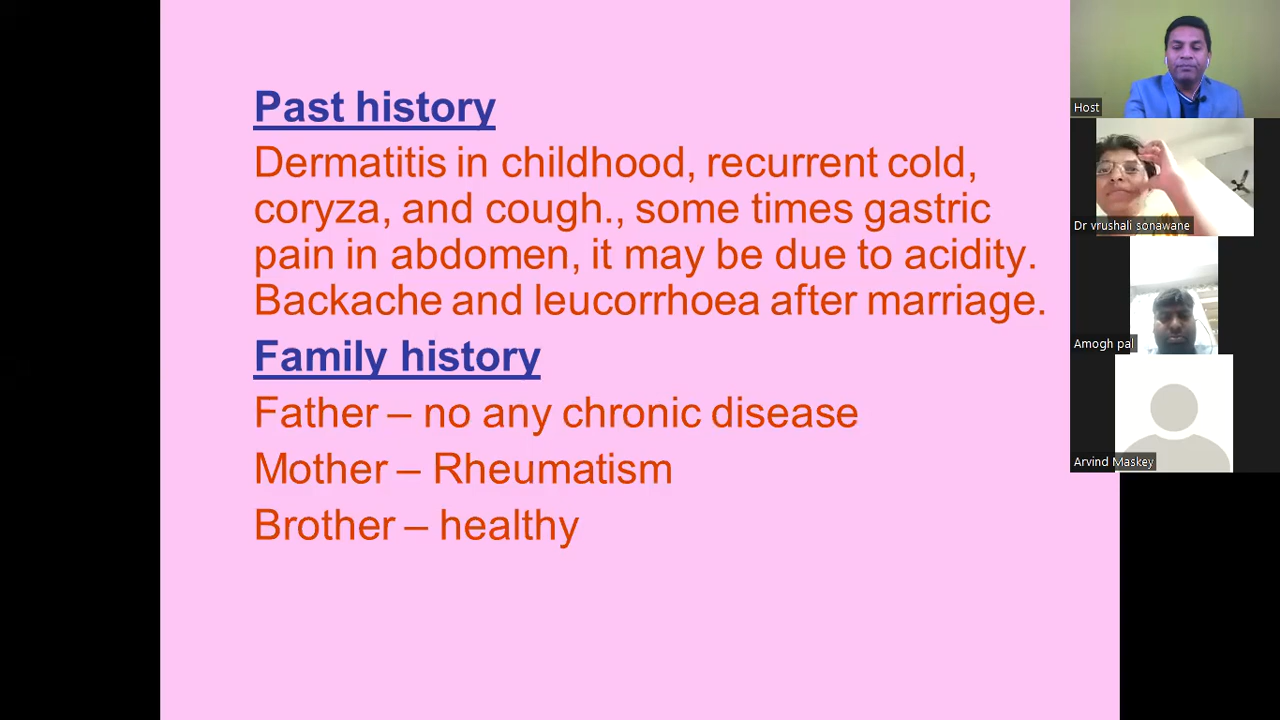 Past history
Dermatitis in childhood, recurrent cold,
coryza, and cough., some times gastric
pain in abdomen, it may be due to acidity.
Backache and leucorrhoea after marriage.
Family history
Father – no any chronic disease
Mother – Rheumatism
Brother – healthy
Host
Dr vrushali sonawane
Amogh pal
Arvind Maskey